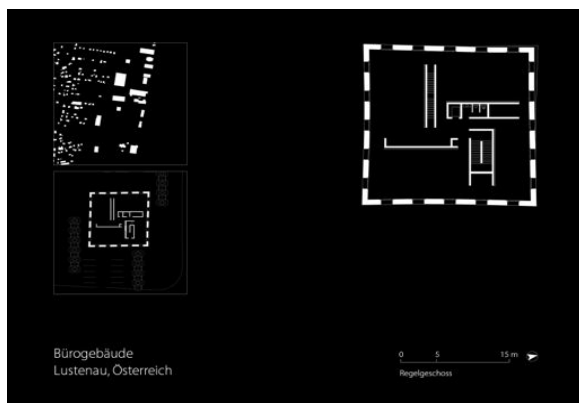 Bürogebäude
Lustenau, Österreich
0 5 15 m
Regelgeschoss